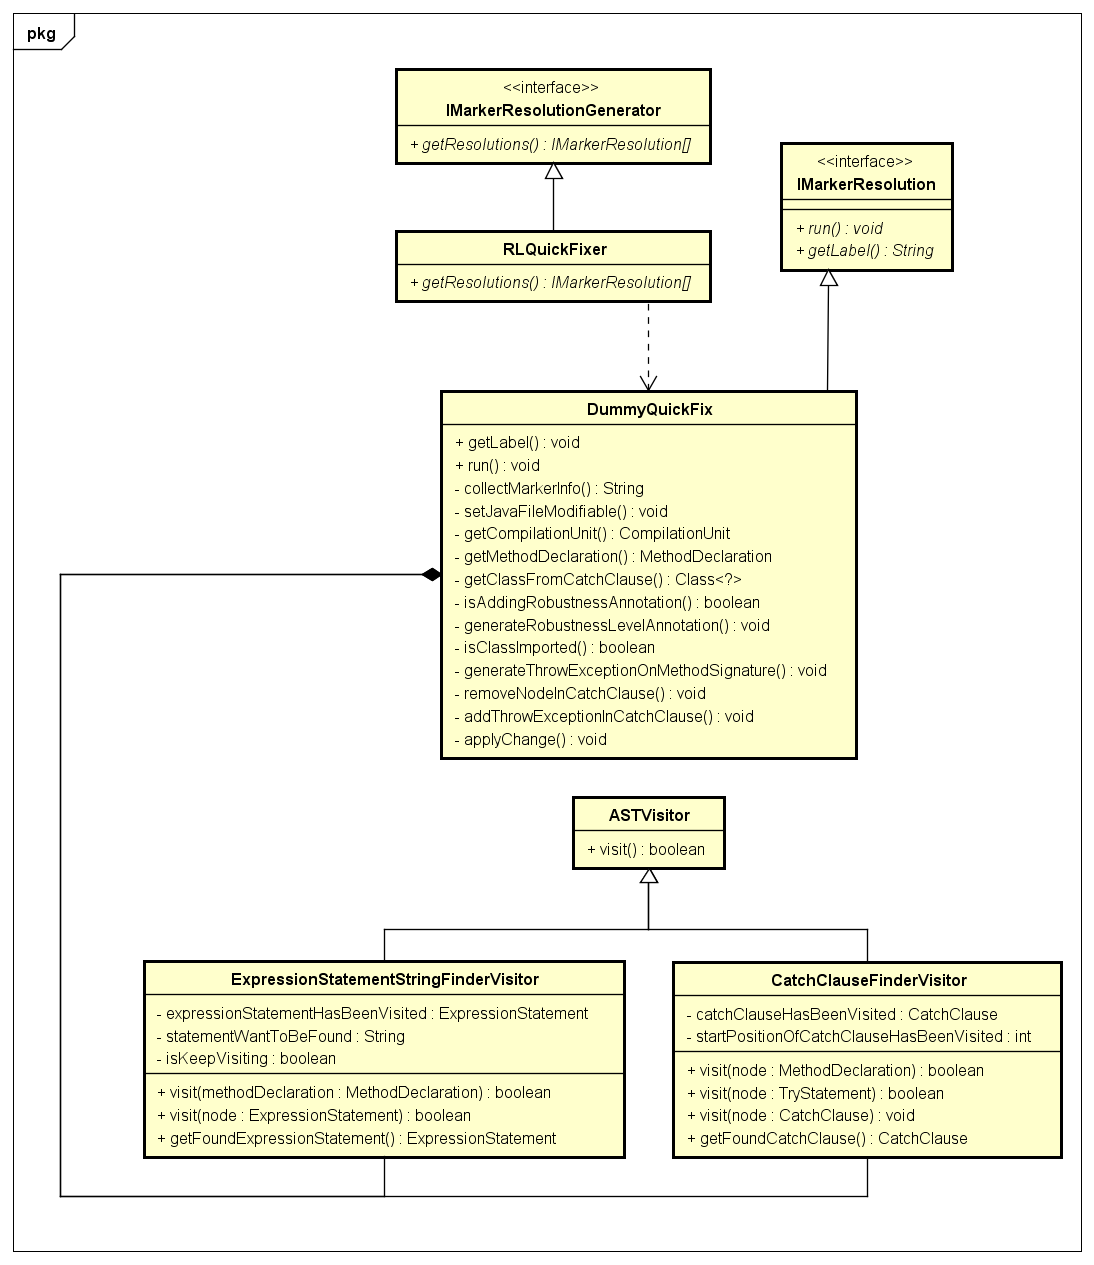 pkg
<<interface>>
IMarkerResolutionGenerator
+ getResolutions() : IMarkerResolution[]
<<interface>>
IMarkerResolution
+ run() : void
+ getLabel() : String
RLQuickFixer
+ getResolutions() : IMarkerResolution[]
DummyQuickFix
+ getLabel() : void
+ run() : void
- collectMarkerInfo() : String
- setJavaFileModifiable() : void
- getCompilationUnit() : CompilationUnit
- getMethodDeclaration() : MethodDeclaration
- getClassFromCatchClause() : Class<?>
- isAddingRobustnessAnnotation() : boolean
- generateRobustnessLevelAnnotation() : void
- isClassImported() : boolean
- generateThrowExceptionOnMethodSignature() : void
- removeNodeInCatchClause() : void
- addThrowExceptionInCatchClause() : void
- applyChange() : void
ASTVisitor
+ visit() : boolean
ExpressionStatementStringFinderVisitor
- expressionStatementHasBeenVisited : ExpressionStatement
- statementWantToBeFound : String
- isKeepVisiting : boolean
+ visit(methodDeclaration : MethodDeclaration) : boolean
+ visit(node : ExpressionStatement) : boolean
+ getFoundExpressionStatement() : ExpressionStatement
CatchClauseFinderVisitor
- catchClauseHasBeenVisited : CatchClause
- startPositionOfCatchClauseHasBeenVisited : int
+ visit(node : MethodDeclaration) : boolean
+ visit(node : TryStatement) : boolean
+ visit(node : CatchClause) : void
+ getFoundCatchClause() : CatchClause